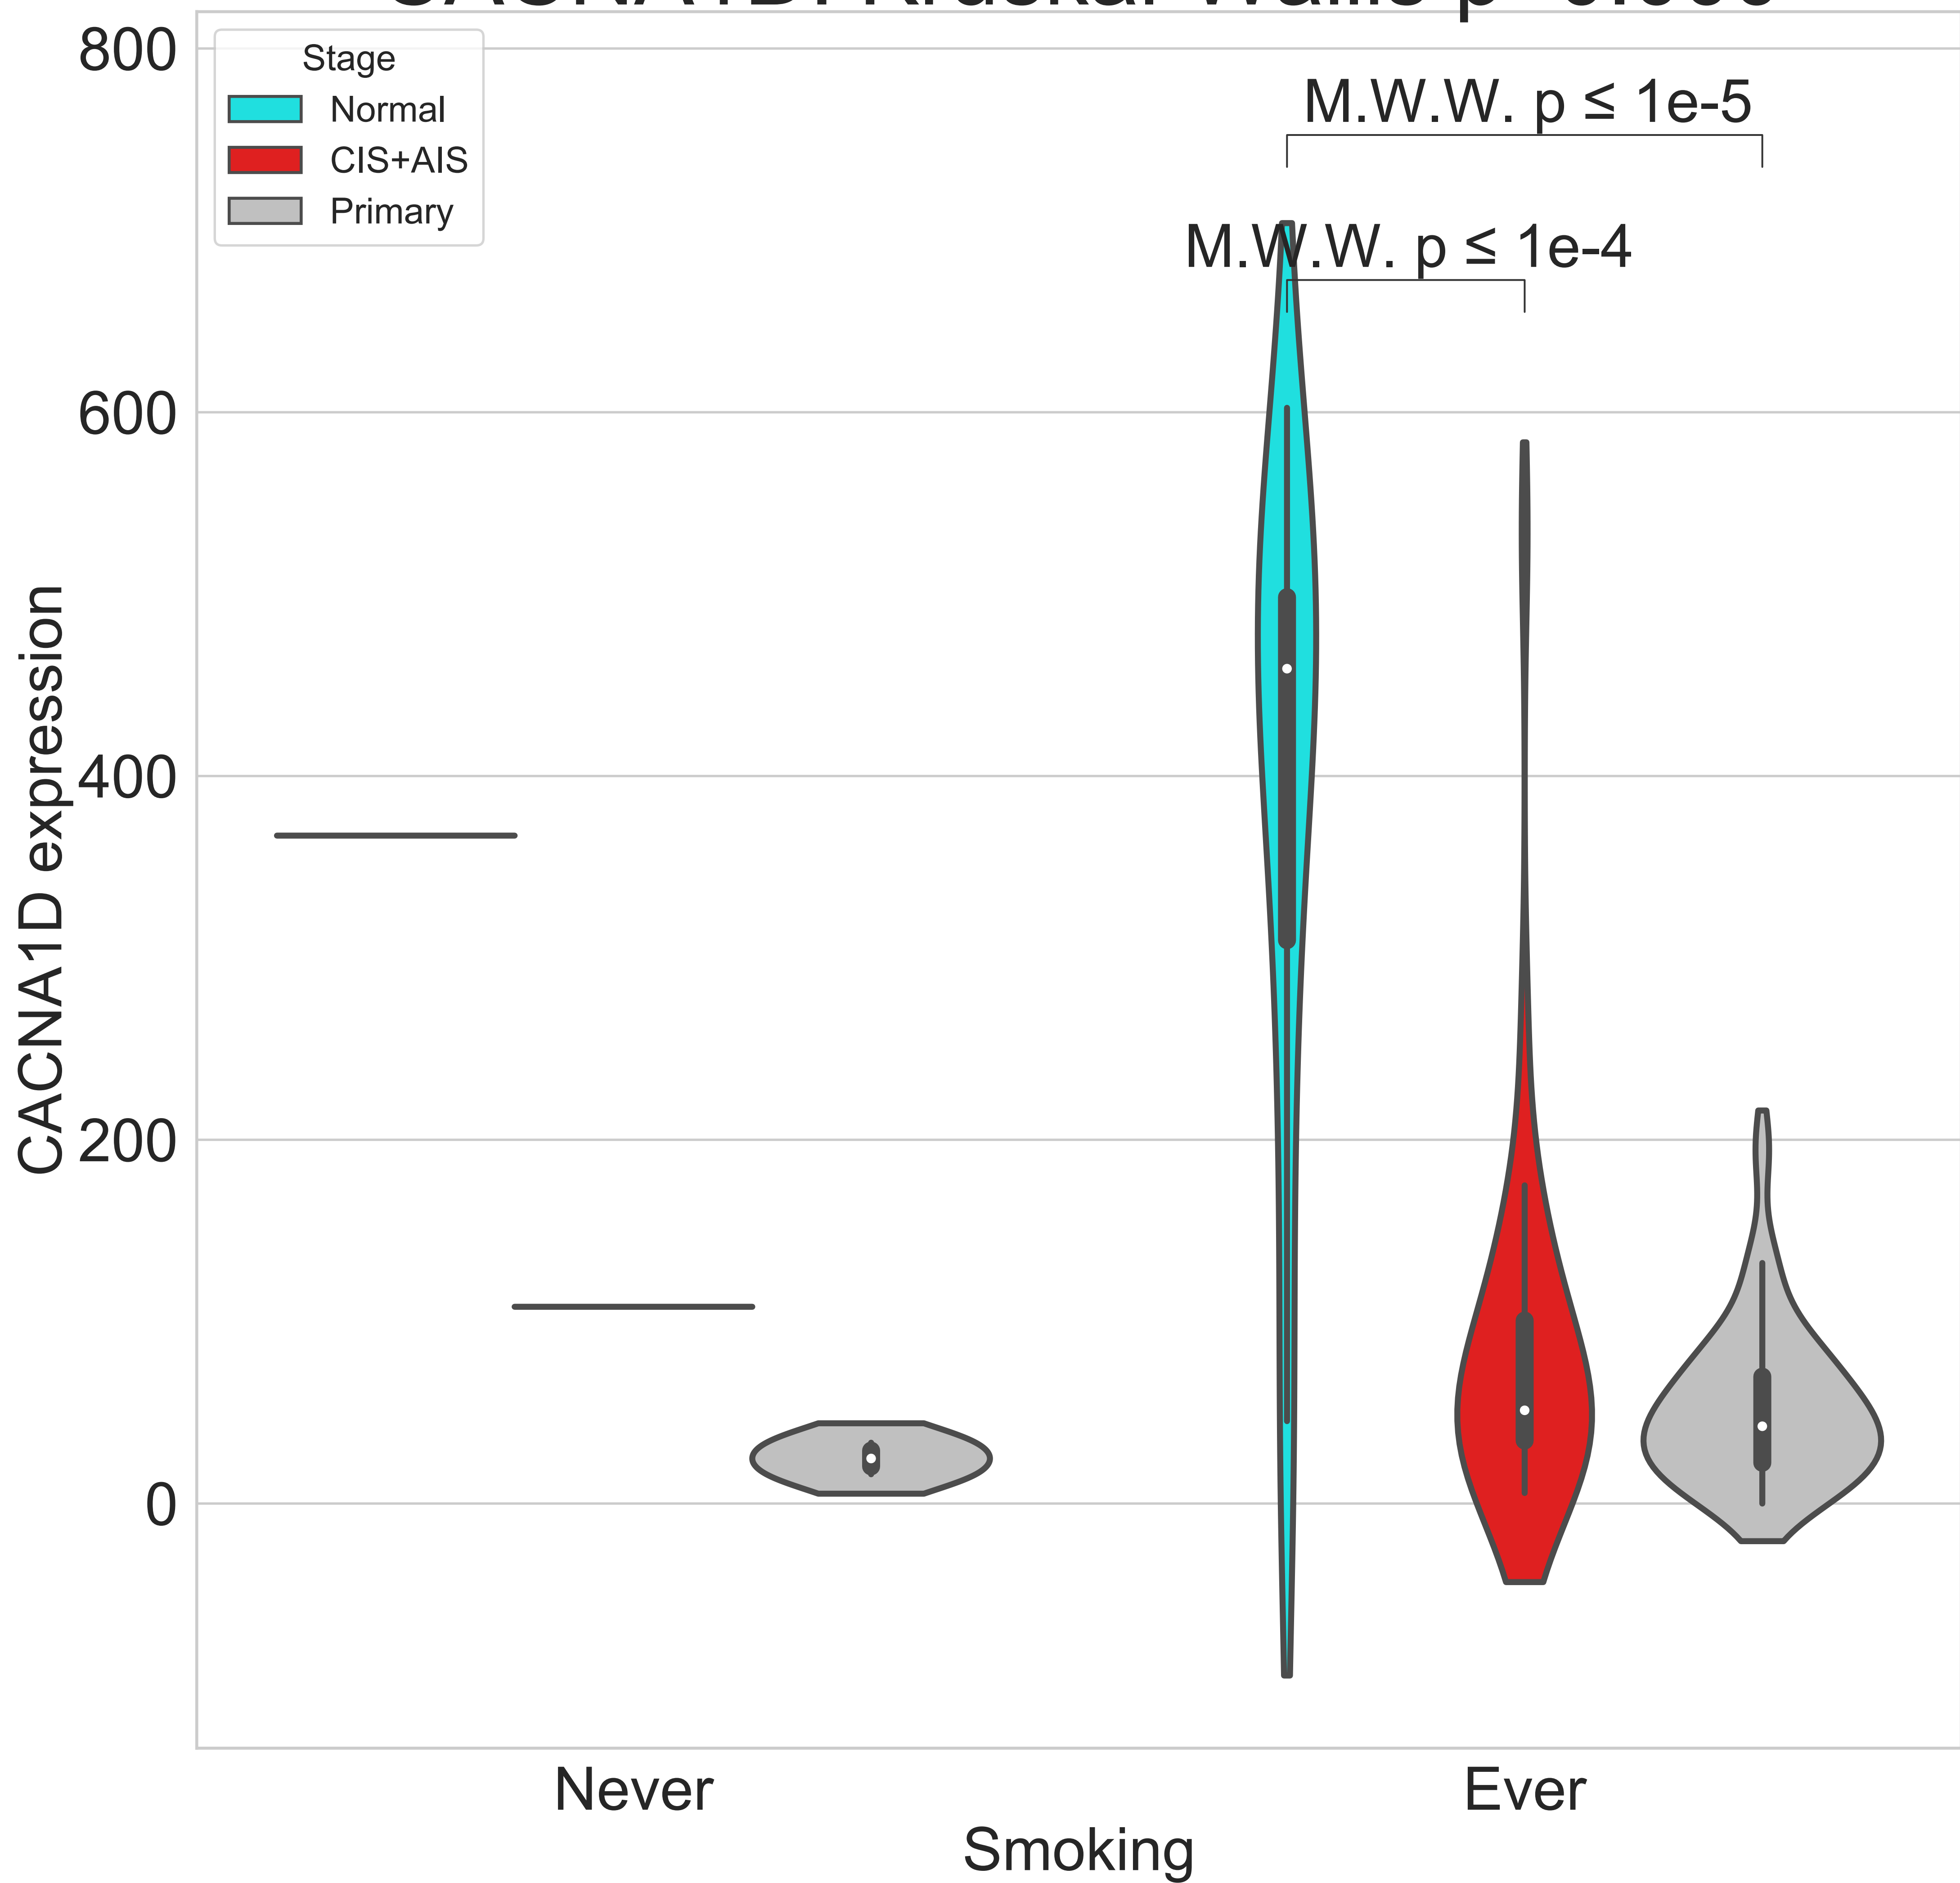 800
Stage
Normal
CIS+AIS
Primary
M.W.W. p ≤ 1e-5
M.W.W. p ≤ 1e-4
600
400
200
0
CACNA1D expression
Never
Ever
Smoking